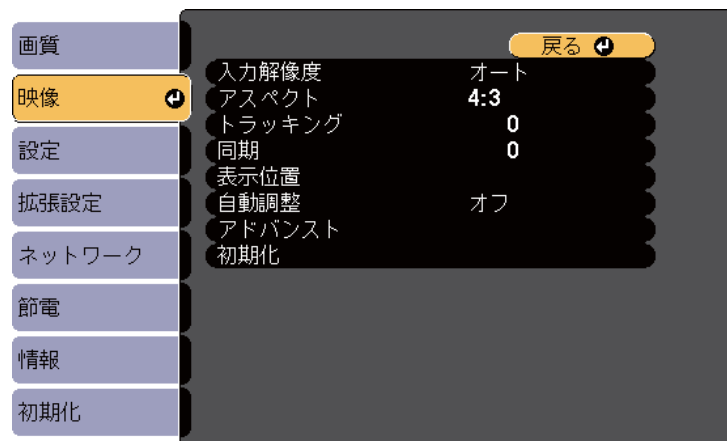 画質
映像
設定
拡張設定
ネットワーク
節電
情報
初期化
戻る
入力解像度 オート
アスペクト 4:3
トラッキング 0
同期 0
表示位置
自動調整 オフ
アドバンスト
初期化